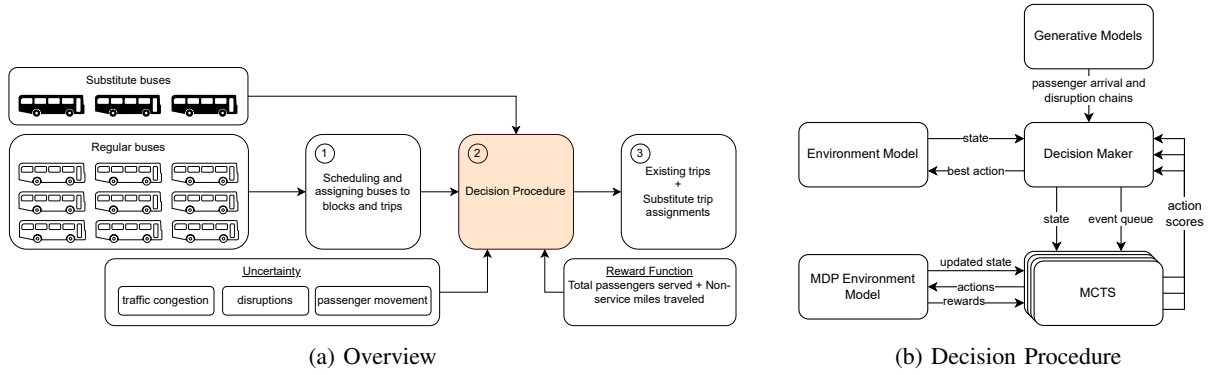 Substitute buses
Regular buses
1
Scheduling and
assigning buses to
blocks and trips
2
Decision Procedure
3
Existing trips
+
Substitute trip
assignments
Uncertainty
traffic congestion
disruptions
passenger movement
Reward Function
Total passengers served + Non-
service miles traveled
(a) Overview
Generative Models
passenger arrival and
disruption chains
Environment Model
state
best action
Decision Maker
state
event queue
action
scores
MDP Environment
Model
updated state
actions
rewards
MCTS
(b) Decision Procedure